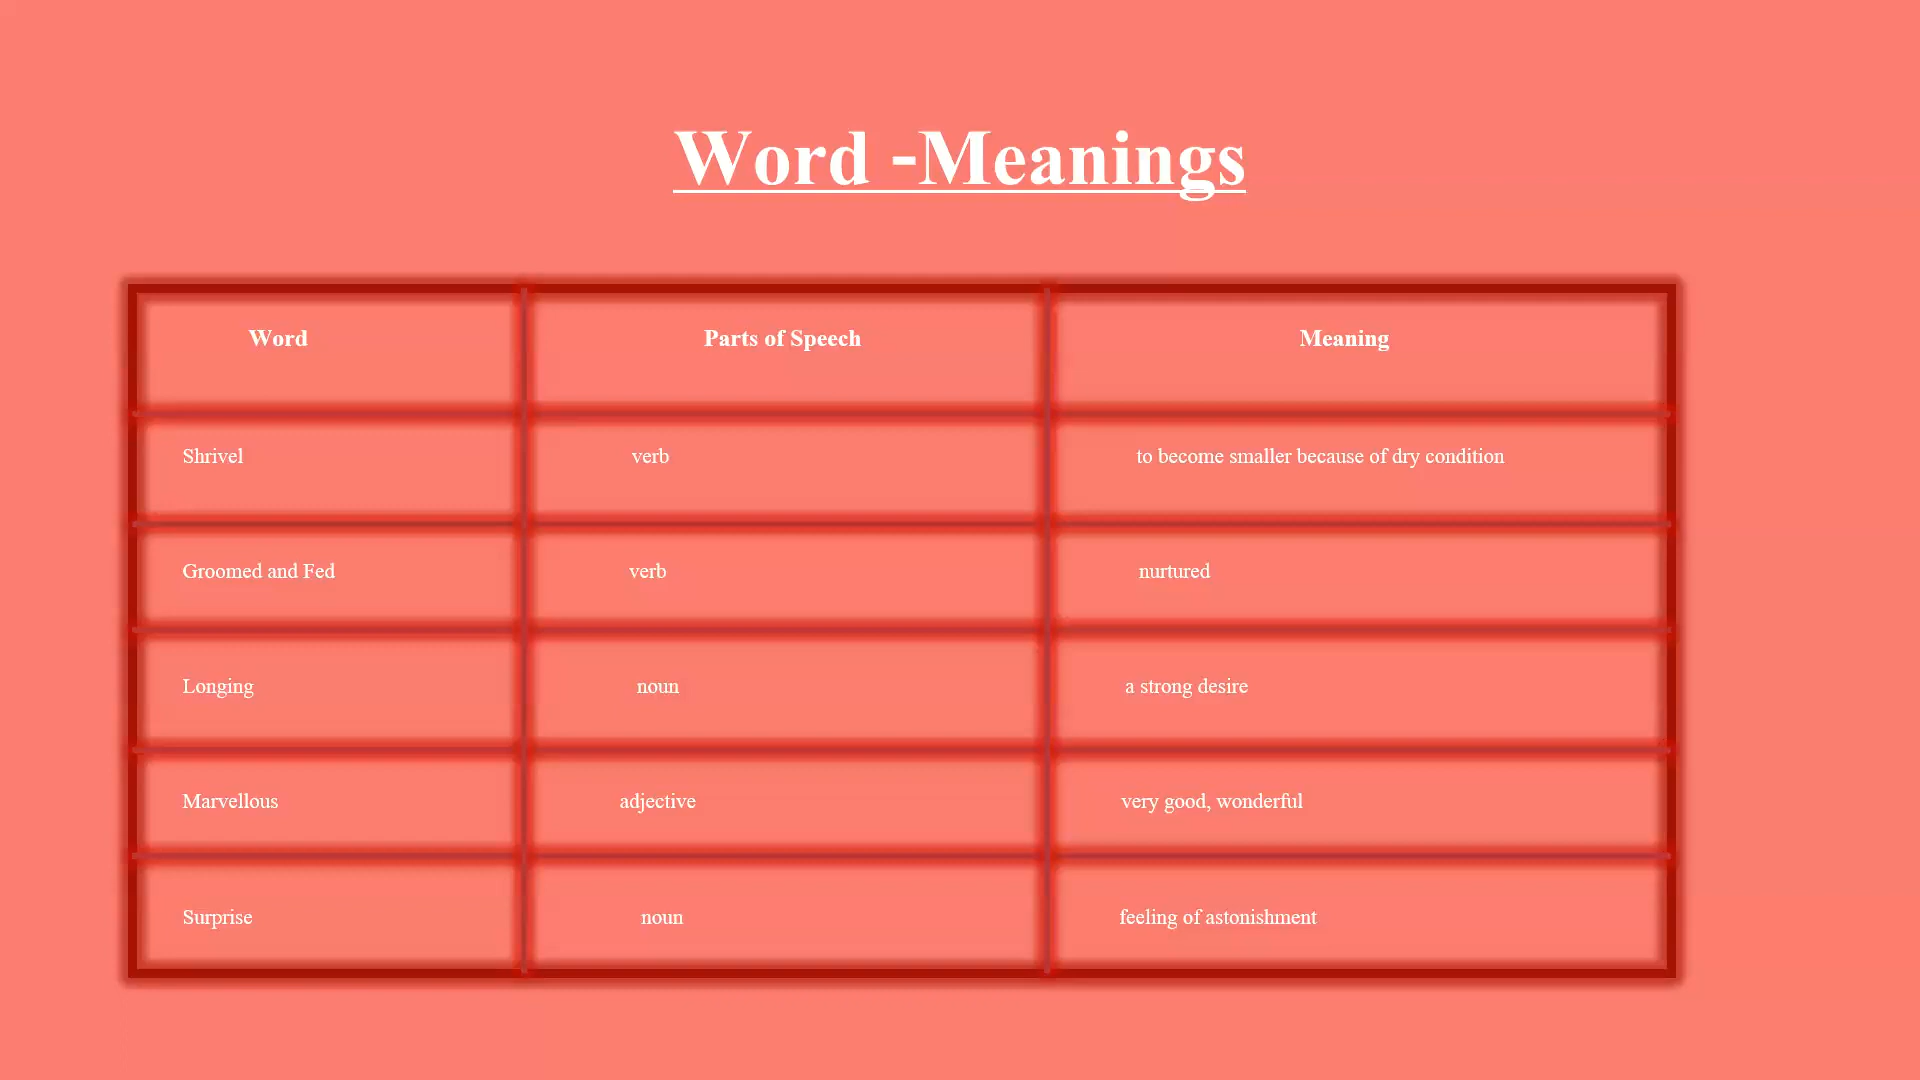 Word -Meanings
Word Parts of Speech Meaning
Shrivel verb to become smaller because of dry condition
Groomed and Fed verb nurtured
Longing noun a strong desire
Marvellous adjective very good, wonderful
Surprise noun feeling of astonishment